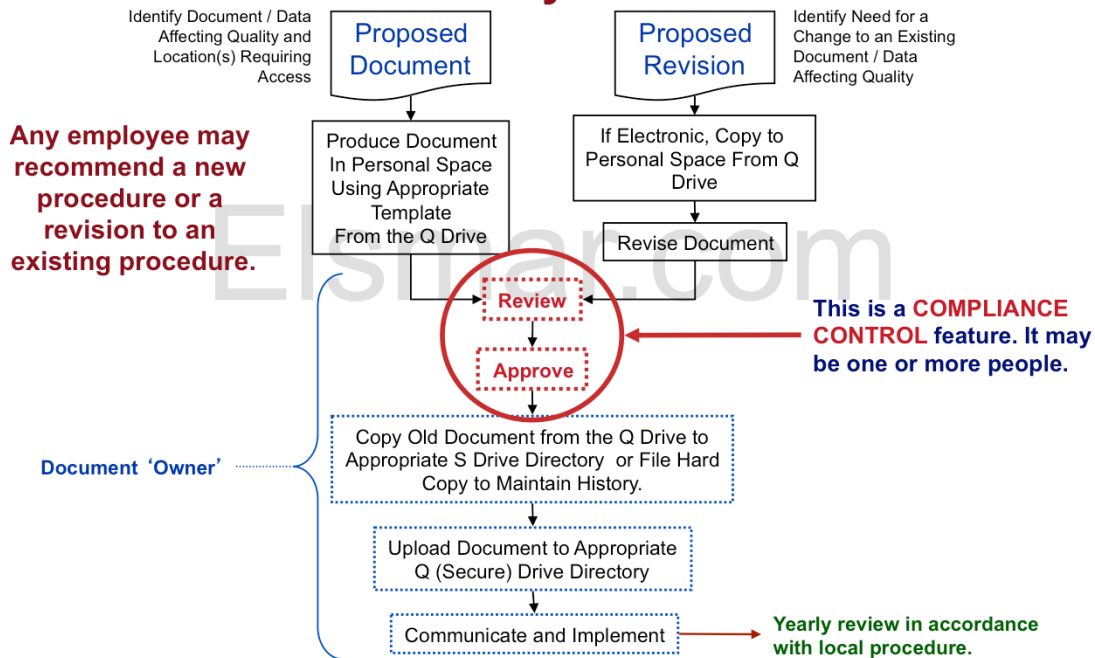 Identify Document / Data
Affecting Quality and
Location(s) Requiring
Access
Proposed
Document
Proposed
Revision
Identify Need for a
Change to an Existing
Document / Data
Affecting Quality
Any employee may
recommend a new
procedure or a
revision to an
existing procedure.
Produce Document
In Personal Space
Using Appropriate
Template
From the Q Drive
If Electronic, Copy to
Personal Space From Q
Drive
Revise Document
Elsmar.com
Review
Approve
This is a COMPLIANCE
CONTROL feature. It may
be one or more people.
Document ‘Owner’
Copy Old Document from the Q Drive to
Appropriate S Drive Directory or File Hard
Copy to Maintain History.
Upload Document to Appropriate
Q (Secure) Drive Directory
Communicate and Implement
Yearly review in accordance
with local procedure.